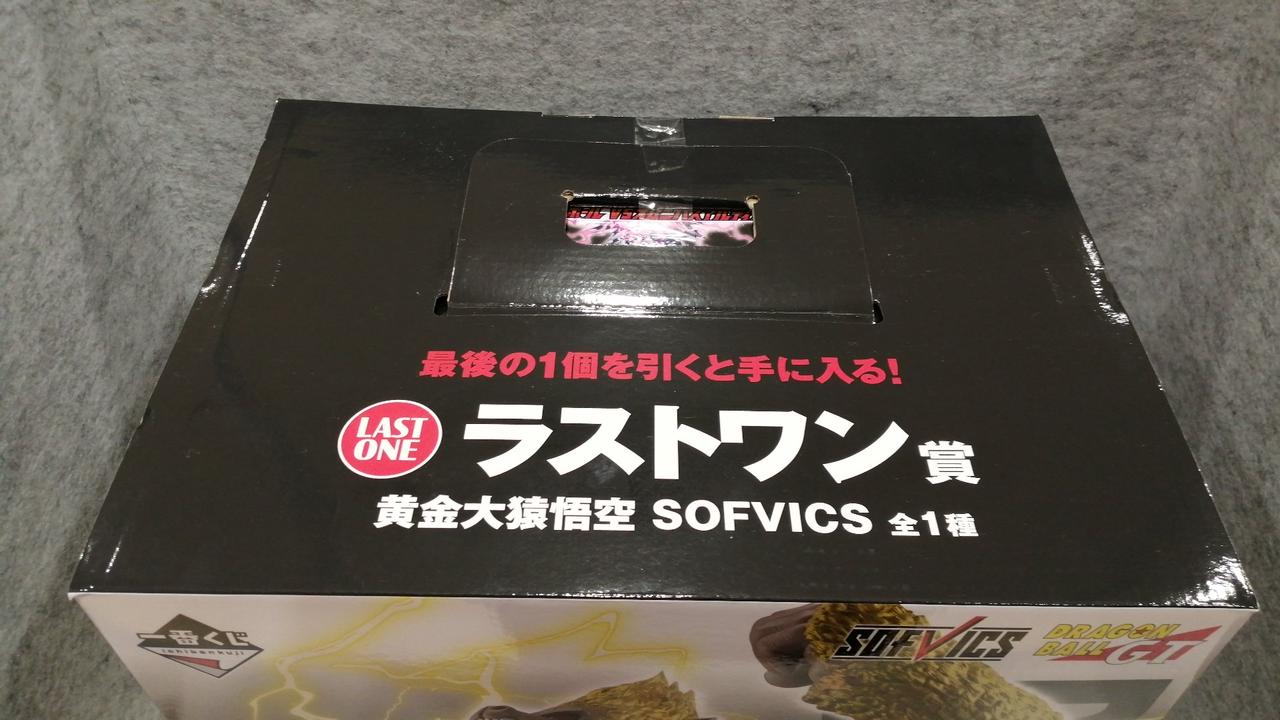 最後の1個を引くと手に入る!
LAST
ONE
ラストワン賞
黄金大猿悟空 SOFVICS 全1種
一番くじ
ichibankuji
SOFVICS
DRAGON
BALL GT